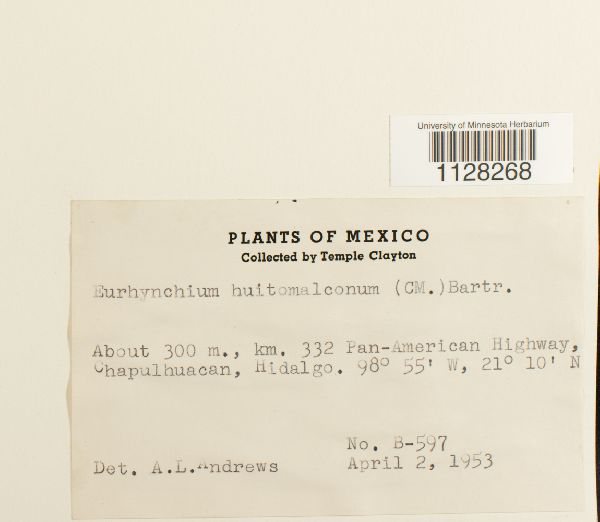 University of Minnesota Herbarium
1128268
PLANTS OF MEXICO
Collected by Temple Clayton
Eurhynchium huitomalconum (CM.)Bartr.
About 300 m., km. 332 Pan-American Highway,
Chapulhuacan, Hidalgo. 98° 55' W, 21° 10' N
No. B-597
Det. A.L.Andrews April 2, 1953